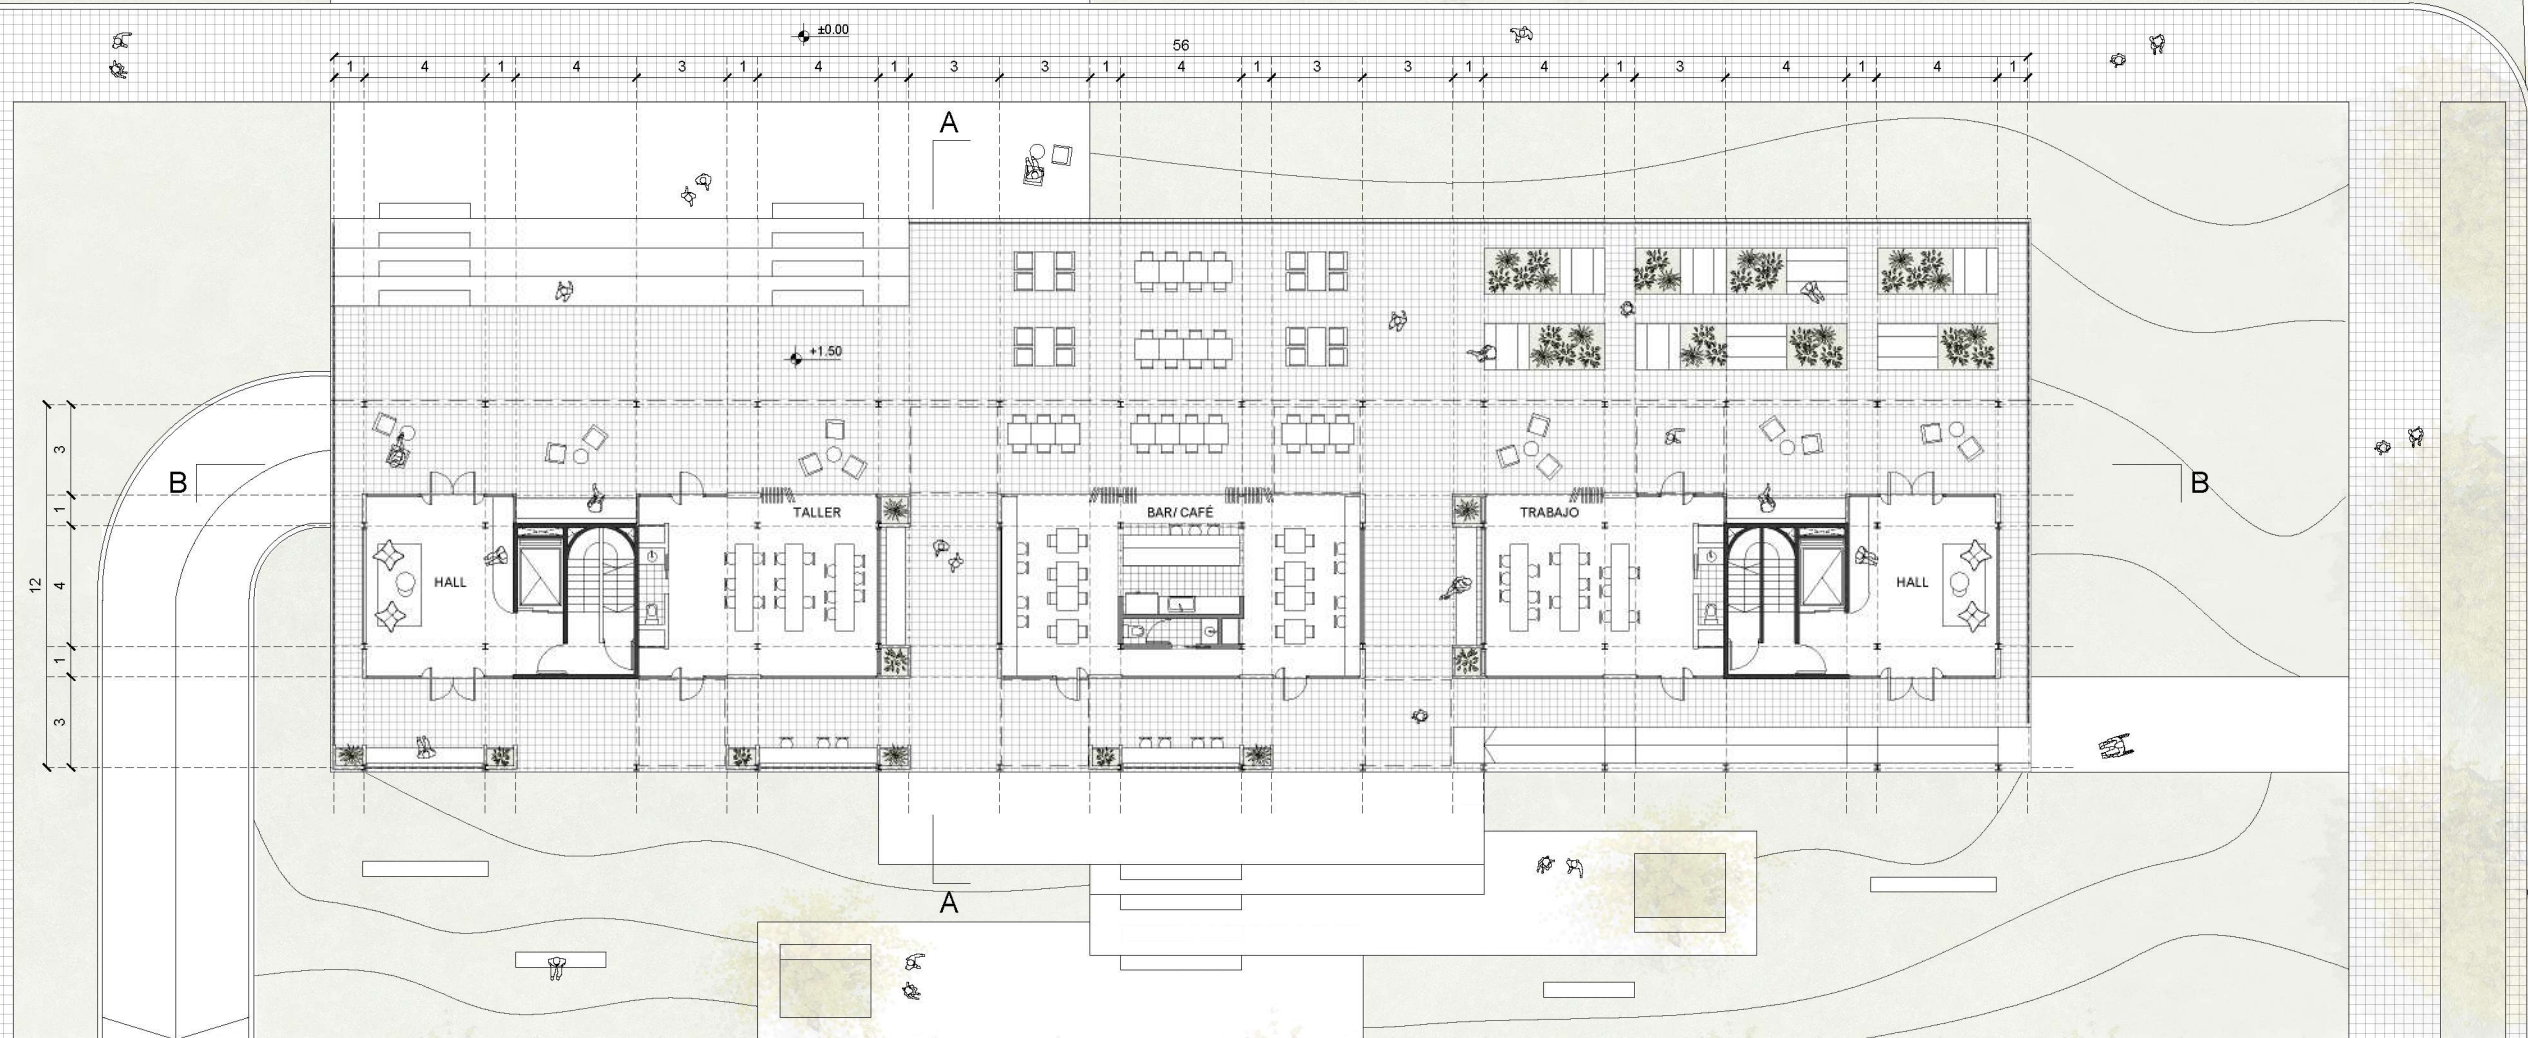 ±0.00
56
1 4 1 4 3 1 4 1 3 3 1 4 1 3 3 1 4 1 3 4 1 4 1
A
+1.50
B
B
12
3
1
4
1
3
TALLER
BAR/ CAFÉ
TRABAJO
HALL
HALL
A